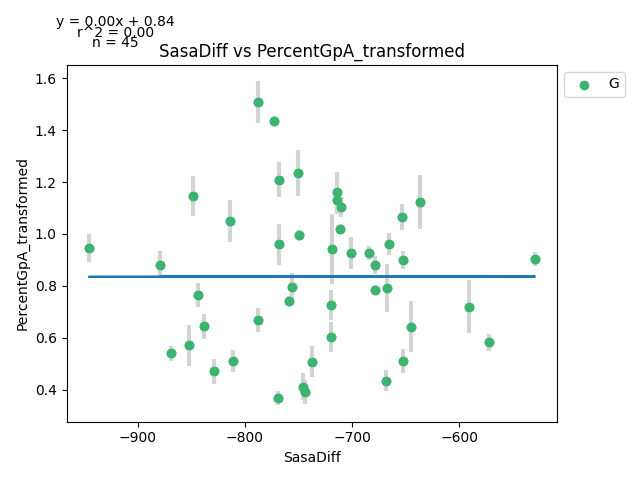 y = 0.00x + 0.84
r^2 = 0.00
n = 45
SasaDiff vs PercentGpA_transformed
G
PercentGpA_transformed
1.6
1.4
1.2
1.0
0.8
0.6
0.4
−900
−800
−700
−600
SasaDiff